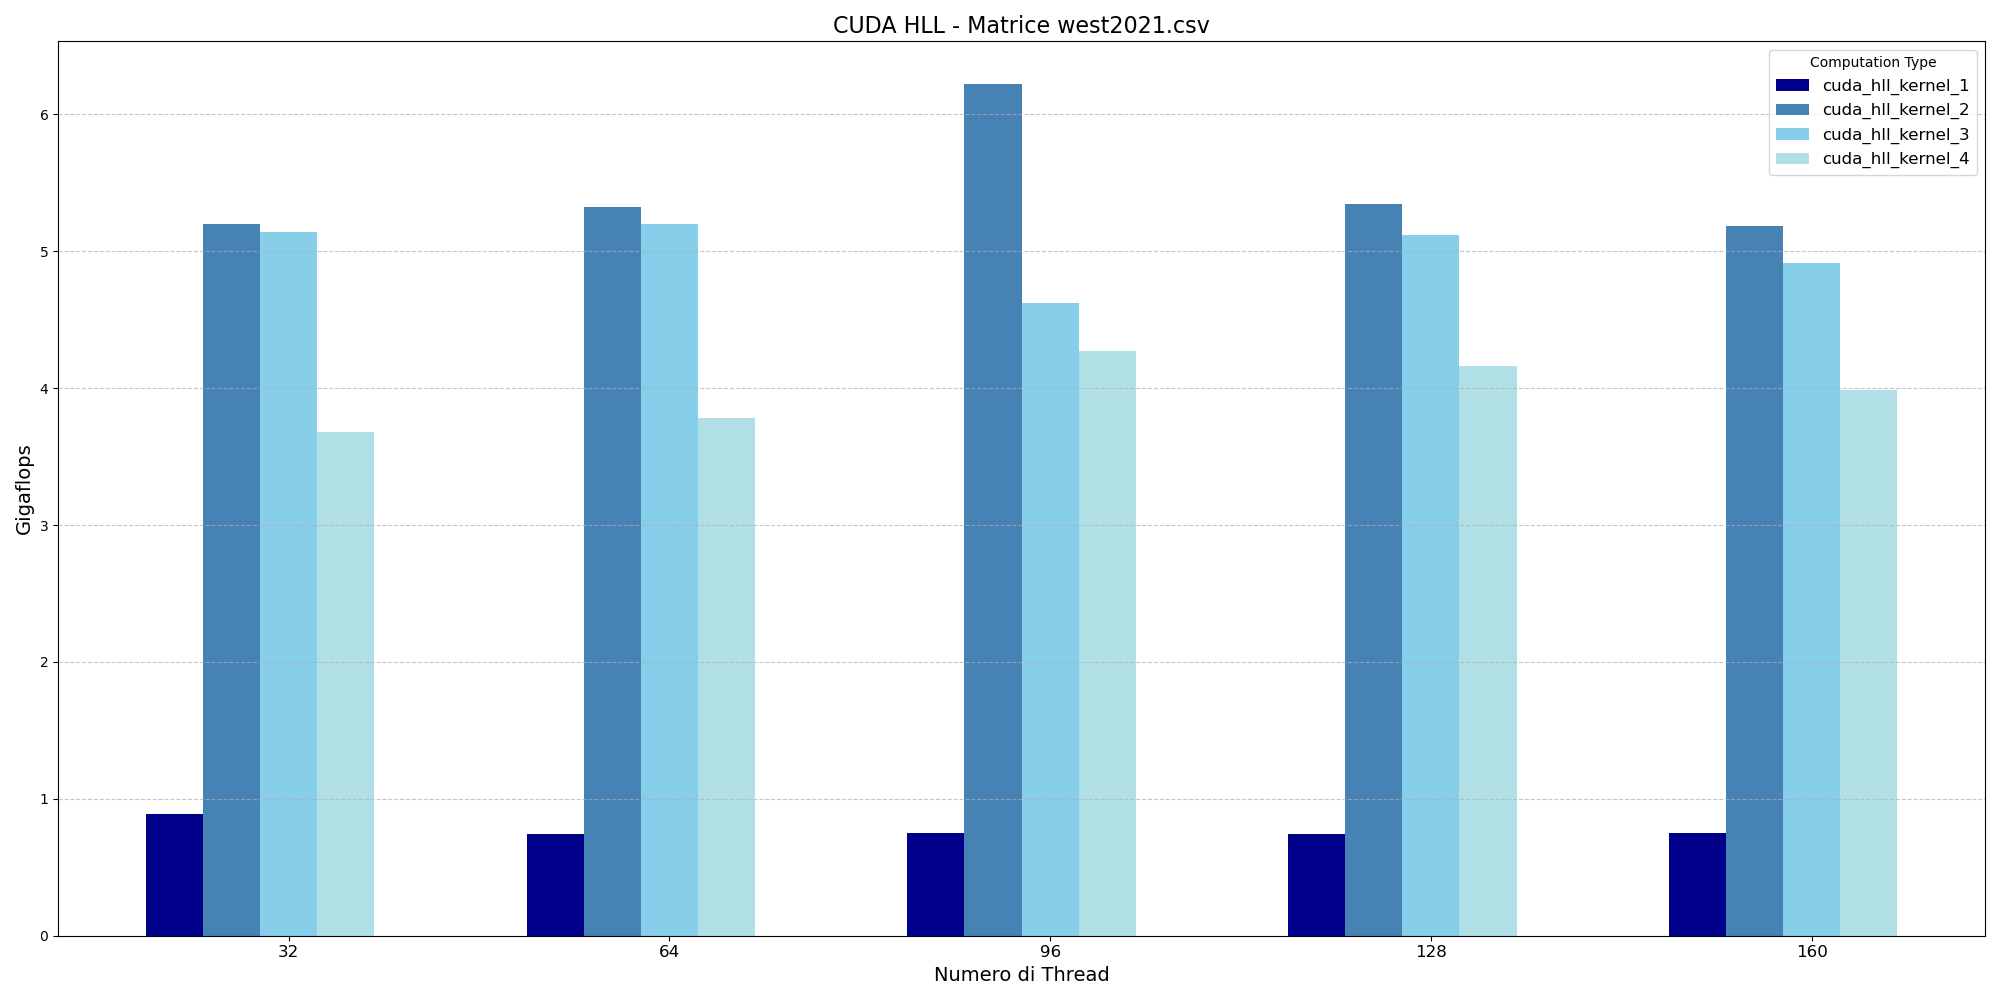 CUDA HLL - Matrice west2021.csv
Computation Type
cuda_hll_kernel_1
cuda_hll_kernel_2
cuda_hll_kernel_3
cuda_hll_kernel_4
Gigaflops
6
5
4
3
2
1
0
32 64 96 128 160
Numero di Thread